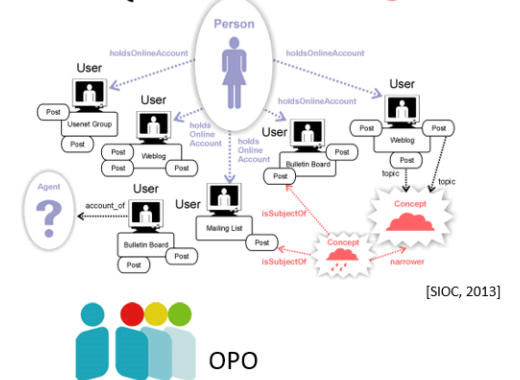 Person
holdsOnlineAccount
holdsOnlineAccount
User
Post
Usenet Group
Post
User
Post
Weblog
Post
Post
holds
Online
Account
holds
Online
Account
holdsOnlineAccount
User
Post
Bulletin Board
Post
User
Post
Post
Weblog
Post
topic
topic
Agent
?
account_of
User
Bulletin Board
Post
Post
User
Mailing List
Post
isSubjectOf
isSubjectOf
Concept
narrower
Concept
[SIOC, 2013]
OPO